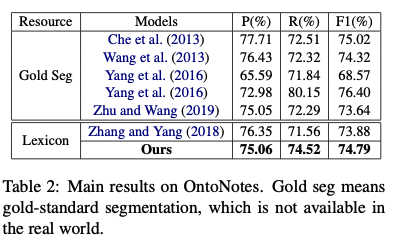 Resource Models P(%) R(%) F1(%)
Gold Seg
Che et al. (2013) 77.71 72.51 75.02
Wang et al. (2013) 76.43 72.32 74.32
Yang et al. (2016) 65.59 71.84 68.57
Yang et al. (2016) 72.98 80.15 76.40
Zhu and Wang (2019) 75.05 72.29 73.64
Lexicon
Zhang and Yang (2018) 76.35 71.56 73.88
Ours 75.06 74.52 74.79
Table 2: Main results on OntoNotes. Gold seg means
gold-standard segmentation, which is not available in
the real world.